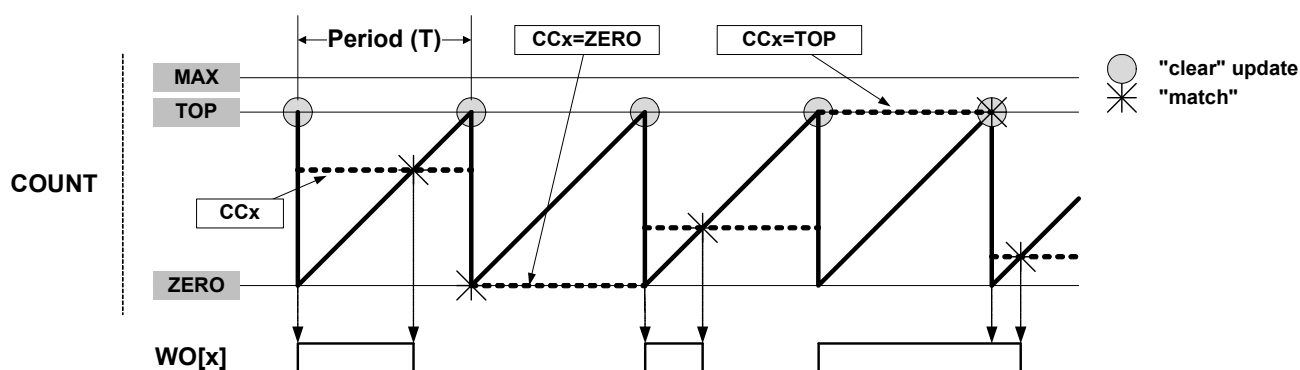 Period (T)
CCx=ZERO
CCx=TOP
"clear" update
"match"
MAX
TOP
COUNT
CCx
ZERO
WO[x]